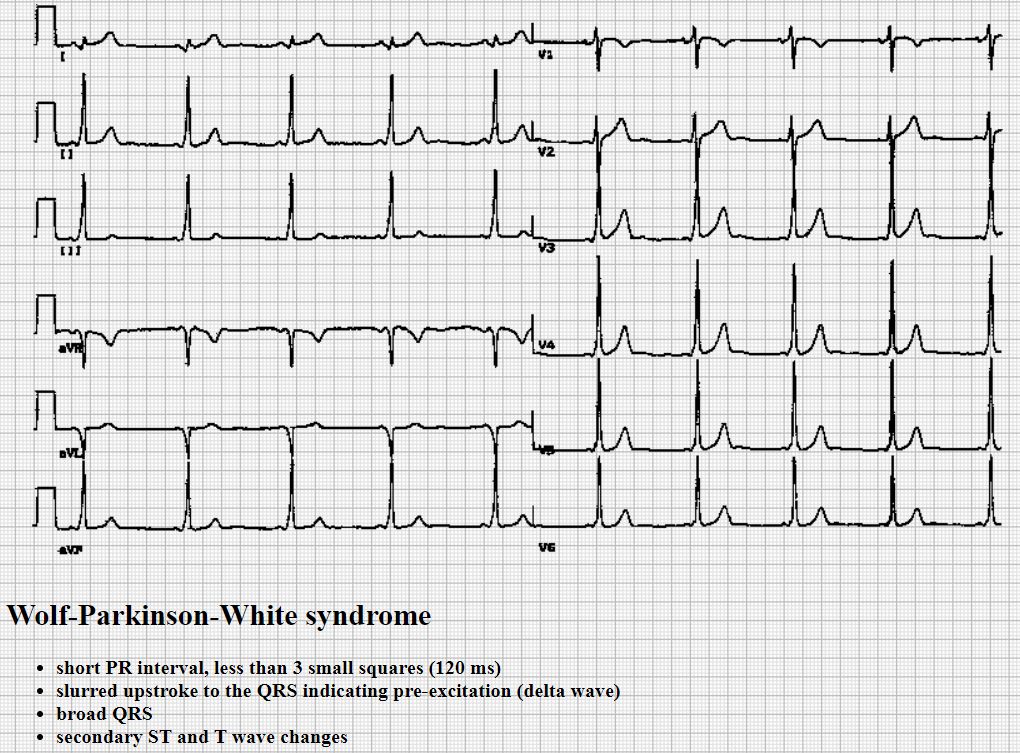 I
V1
II
V2
III
V3
aVR
V4
aVL
V5
aVF
V6
Wolf-Parkinson-White syndrome
short PR interval, less than 3 small squares (120 ms)
slurred upstroke to the QRS indicating pre-excitation (delta wave)
broad QRS
secondary ST and T wave changes